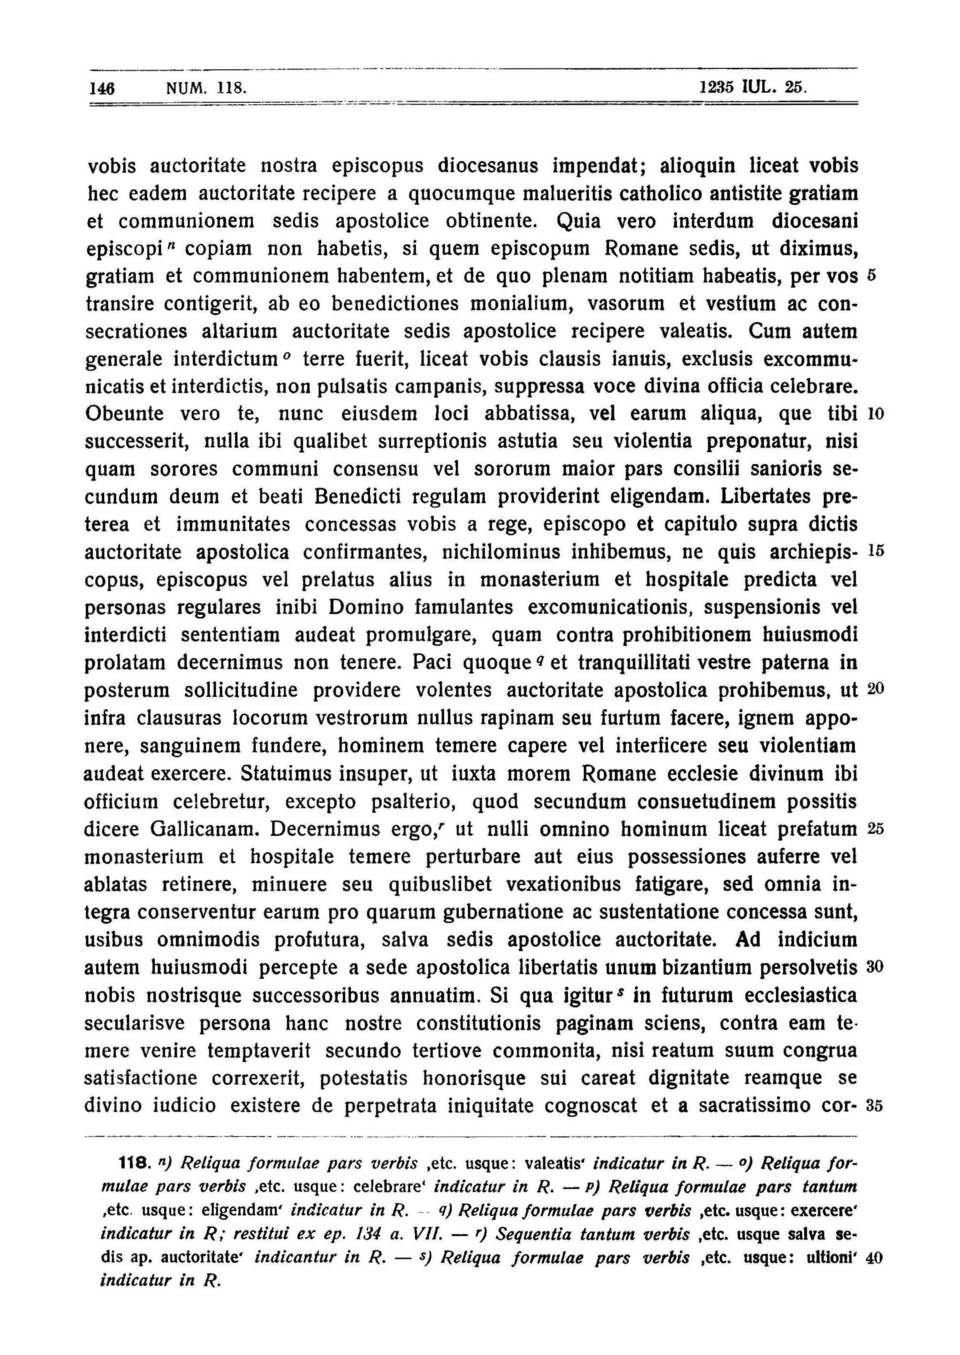 146 NUM. 118. 1235 IUL. 25.
vobis auctoritate nostra episcopus diocesanus impendat; alioquin liceat vobis
hec eadem auctoritate recipere a quocumque malueritis catholico antistite gratiam
et communionem sedis apostolice obtinente. Quia vero interdum diocesani
episcopi ⁿ copiam non habetis, si quem episcopum Romane sedis, ut diximus,
gratiam et communionem habentem, et de quo plenam notitiam habeatis, per vos 5
transire contigerit, ab eo benedictiones monialium, vasorum et vestium ac con-
secrationes altarium auctoritate sedis apostolice recipere valeatis. Cum autem
generale interdictum ᵒ terre fuerit, liceat vobis clausis ianuis, exclusis excommu-
nicatis et interdictis, non pulsatis campanis, suppressa voce divina officia celebrare.
Obeunte vero te, nunc eiusdem loci abbatissa, vel earum aliqua, que tibi 10
successerit, nulla ibi qualibet surreptionis astutia seu violentia preponatur, nisi
quam sorores communi consensu vel sororum maior pars consilii sanioris se-
cundum deum et beati Benedicti regulam providerint eligendam. Libertates pre-
terea et immunitates concessas vobis a rege, episcopo et capitulo supra dictis
auctoritate apostolica confirmantes, nichilominus inhibemus, ne quis archiepis- 15
copus, episcopus vel prelatus alius in monasterium et hospitale predicta vel
personas regulares inibi Domino famulantes excomunicationis, suspensionis vel
interdicti sententiam audeat promulgare, quam contra prohibitionem huiusmodi
prolatam decernimus non tenere. Paci quoque q et tranquillitati vestre paterna in
posterum sollicitudine providere volentes auctoritate apostolica prohibemus, ut 20
infra clausuras locorum vestrorum nullus rapinam seu furtum facere, ignem appo-
nere, sanguinem fundere, hominem temere capere vel interficere seu violentiam
audeat exercere. Statuimus insuper, ut iuxta morem Romane ecclesie divinum ibi
officium celebretur, excepto psalterio, quod secundum consuetudinem possitis
dicere Gallicanam. Decernimus ergo,ʳ ut nulli omnino hominum liceat prefatum 25
monasterium et hospitale temere perturbare aut eius possessiones auferre vel
ablatas retinere, minuere seu quibuslibet vexationibus fatigare, sed omnia in-
tegra conserventur earum pro quarum gubernatione ac sustentatione concessa sunt,
usibus omnimodis profutura, salva sedis apostolice auctoritate. Ad indicium
autem huiusmodi percepte a sede apostolica libertatis unum bizantium persolvetis 30
nobis nostrisque successoribus annuatim. Si qua igitur ˢ in futurum ecclesiastica
secularisve persona hanc nostre constitutionis paginam sciens, contra eam te-
mere venire temptaverit secundo tertiove commonita, nisi reatum suum congrua
satisfactione correxerit, potestatis honorisque sui careat dignitate reamque se
divino iudicio existere de perpetrata iniquitate cognoscat et a sacratissimo cor- 35
118. n) Reliqua formulae pars verbis ‚etc. usque: valeatis‘ indicatur in R. — o) Reliqua for-
mulae pars verbis ‚etc. usque: celebrare‘ indicatur in R. — p) Reliqua formulae pars tantum
‚etc. usque: eligendam‘ indicatur in R. — q) Reliqua formulae pars verbis ‚etc. usque: exercere‘
indicatur in R; restitui ex ep. 134 a. VII. — r) Sequentia tantum verbis ‚etc. usque salva se-
dis ap. auctoritate‘ indicantur in R. — s) Reliqua formulae pars verbis ‚etc. usque: ultioni‘ 40
indicatur in R.